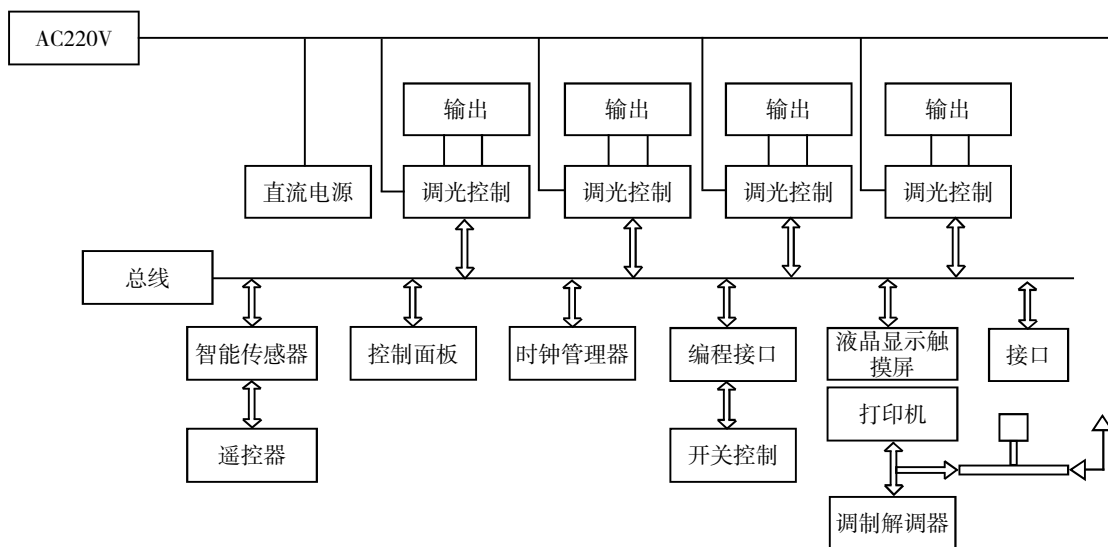 AC220V
输出
输出
输出
输出
直流电源
调光控制
调光控制
调光控制
调光控制
总线
智能传感器
控制面板
时钟管理器
编程接口
液晶显示触
摸屏
接口
打印机
遥控器
开关控制
调制解调器